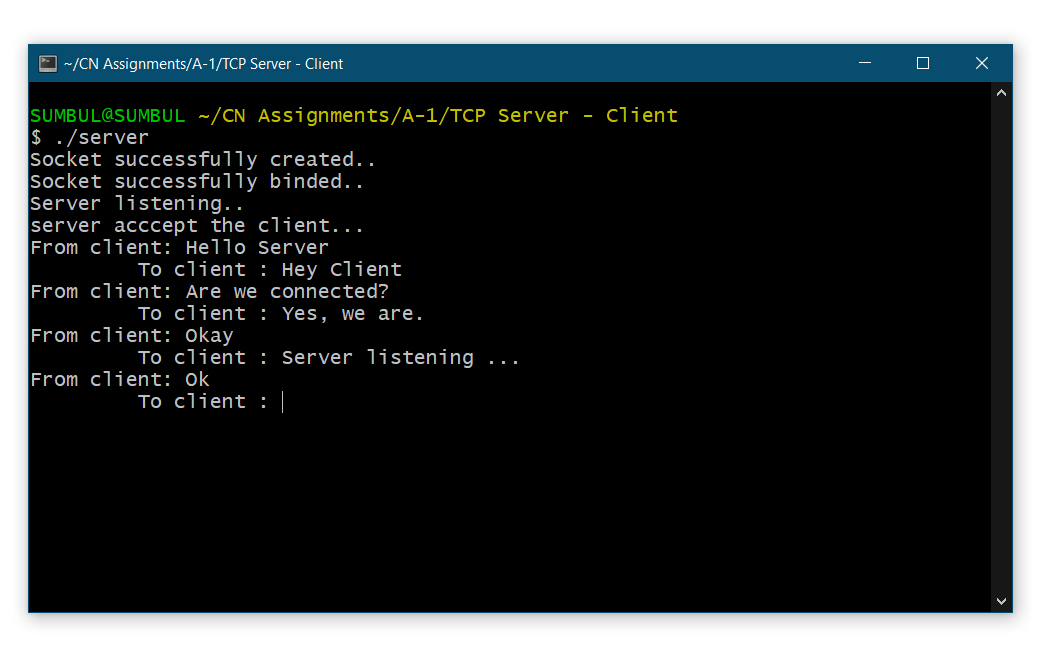 ~/CN Assignments/A-1/TCP Server - Client
SUMBUL@SUMBUL ~/CN Assignments/A-1/TCP Server - Client
$ ./server
Socket successfully created..
Socket successfully binded..
Server listening..
server acccept the client...
From client: Hello Server
To client : Hey Client
From client: Are we connected?
To client : Yes, we are.
From client: Okay
To client : Server listening ...
From client: Ok
To client :